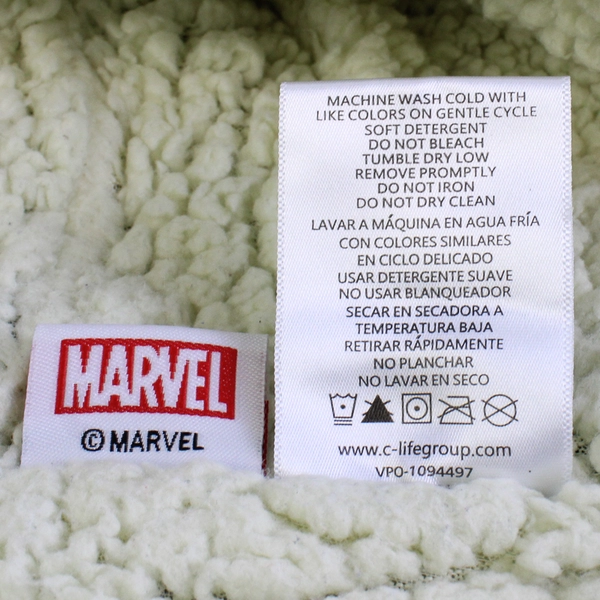 MACHINE WASH COLD WITH
LIKE COLORS ON GENTLE CYCLE
SOFT DETERGENT
DO NOT BLEACH
TUMBLE DRY LOW
REMOVE PROMPTLY
DO NOT IRON
DO NOT DRY CLEAN
LAVAR A MÁQUINA EN AGUA FRÍA
CON COLORES SIMILARES
EN CICLO DELICADO
USAR DETERGENTE SUAVE
NO USAR BLANQUEADOR
SECAR EN SECADORA A
TEMPERATURA BAJA
RETIRAR RÁPIDAMENTE
NO PLANCHAR
NO LAVAR EN SECO
www.c-lifegroup.com
VPO-1094497
MARVEL
©MARVEL